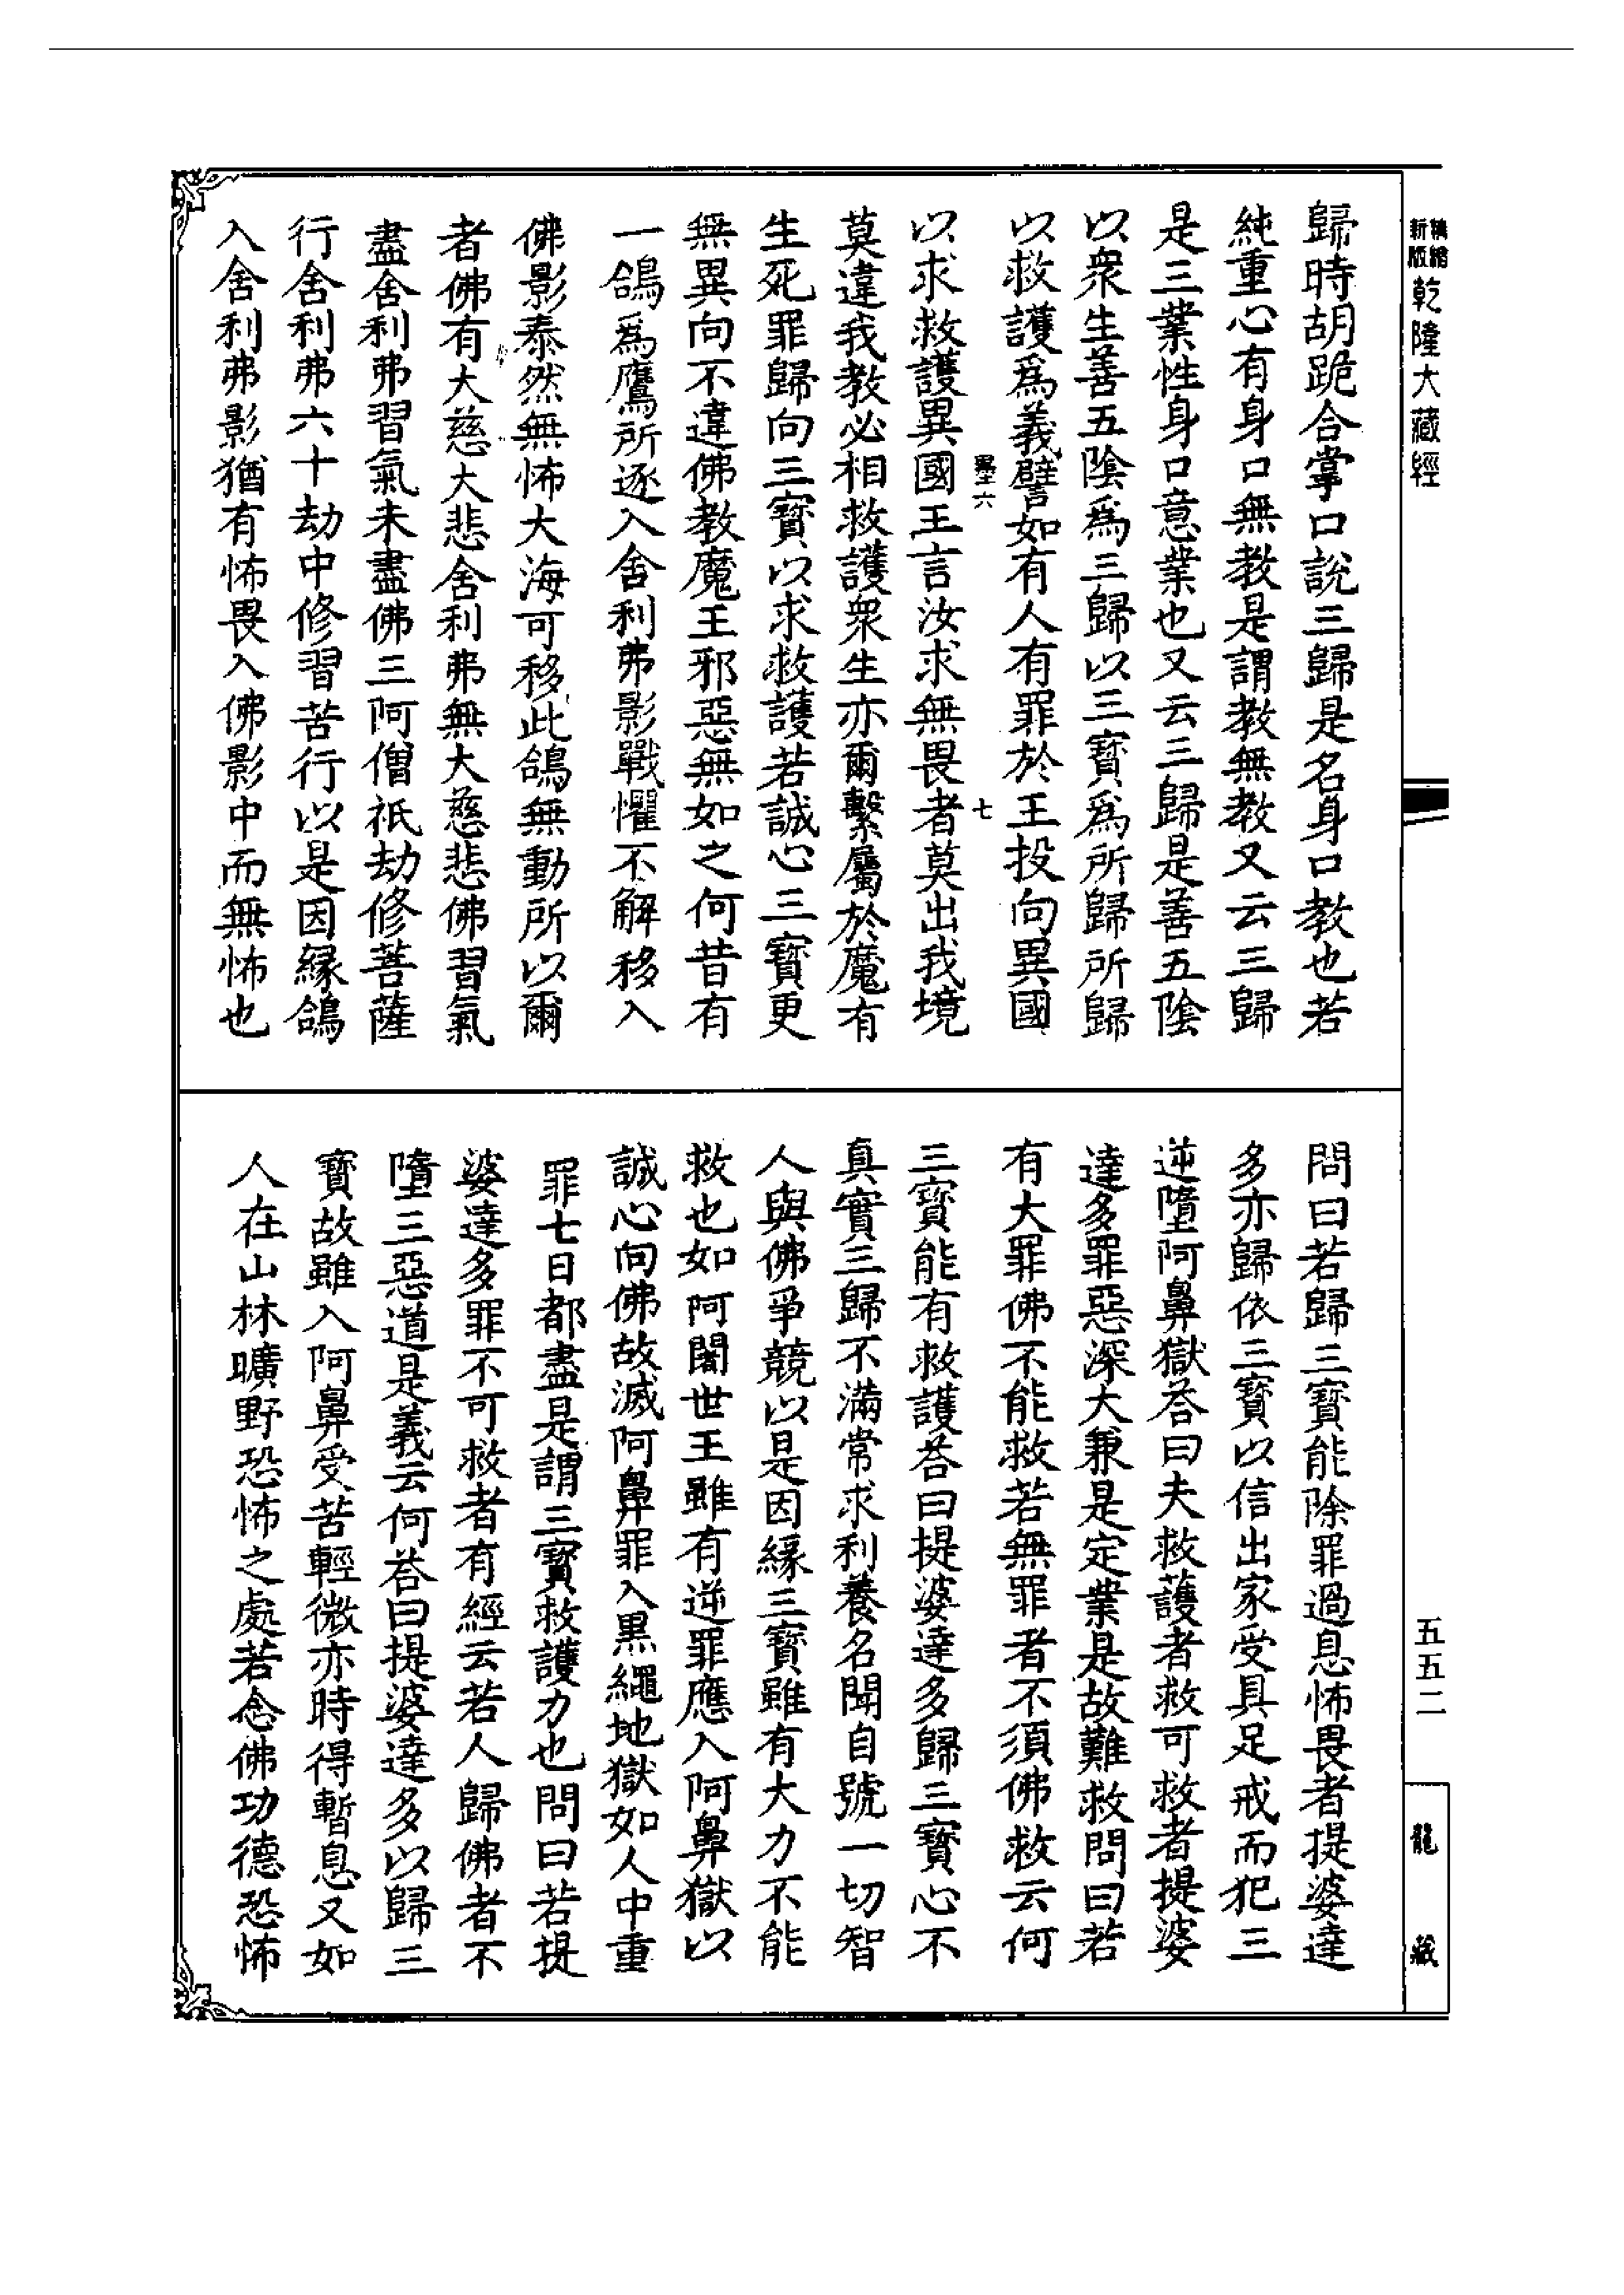 新版精縮乾隆大藏經
歸時胡跪合掌口說三歸是名身口教也若
純重心有身口無教是謂教無教又云三歸
是三業性身口意業也又云三歸是善五陰
以衆生善五陰爲三歸以三寶爲所歸所歸
以救護爲義譬如有人有罪於王投向異國
六 七
以求救護異國王言汝求無畏者莫出我境
莫違我教必相救護衆生亦爾繫屬於魔有
生死罪歸向三寶以求救護若誠心三寶更
無異向不違佛教魔王邪惡無如之何昔有
一鴿爲鷹所逐入舍利弗影戰懼不解移入
佛影泰然無怖大海可移此鴿無動所以爾
者佛有大慈大悲舍利弗無大慈悲佛習氣
盡舍利弗習氣未盡佛三阿僧祇劫修菩薩
行舍利弗六十劫中修習苦行以是因緣鴿
入舍利弗影猶有怖畏入佛影中而無怖也
問曰若歸三寶能除罪過息怖畏者提婆達
多亦歸依三寶以信出家受具足戒而犯三
逆墮阿鼻獄荅曰夫救護者救可救者提婆
達多罪惡深大兼是定業是故難救問曰若
有大罪佛不能救若無罪者不須佛救云何
三寶能有救護荅曰提婆達多歸三寶心不
真實三歸不滿常求利養名聞自號一切智
人與佛爭競以是因緣三寶雖有大力不能
救也如阿闍世王雖有逆罪應入阿鼻獄以
誠心向佛故滅阿鼻罪入黑繩地獄如人中重
罪七日都盡是謂三寶救護力也問曰若提
婆達多罪不可救者有經云若人歸佛者不
墮三惡道是義云何荅曰提婆達多以歸三
寶故雖入阿鼻受苦輕微亦時得暫息又如
人在山林曠野恐怖之處若念佛功德恐怖
五五二
龍藏